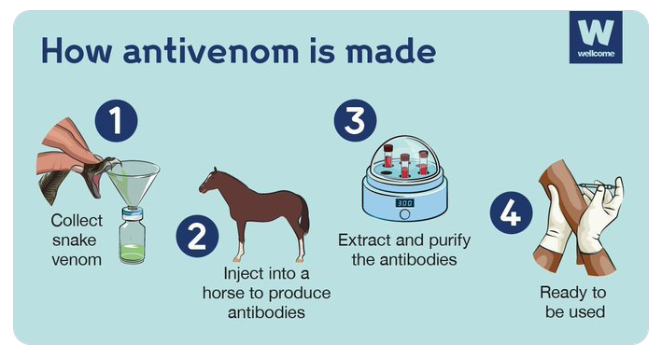 How antivenom is made
W
wellcome
1
Collect
snake
venom
2
Inject into a
horse to produce
antibodies
3
300
Extract and purify
the antibodies
4
Ready to
be used